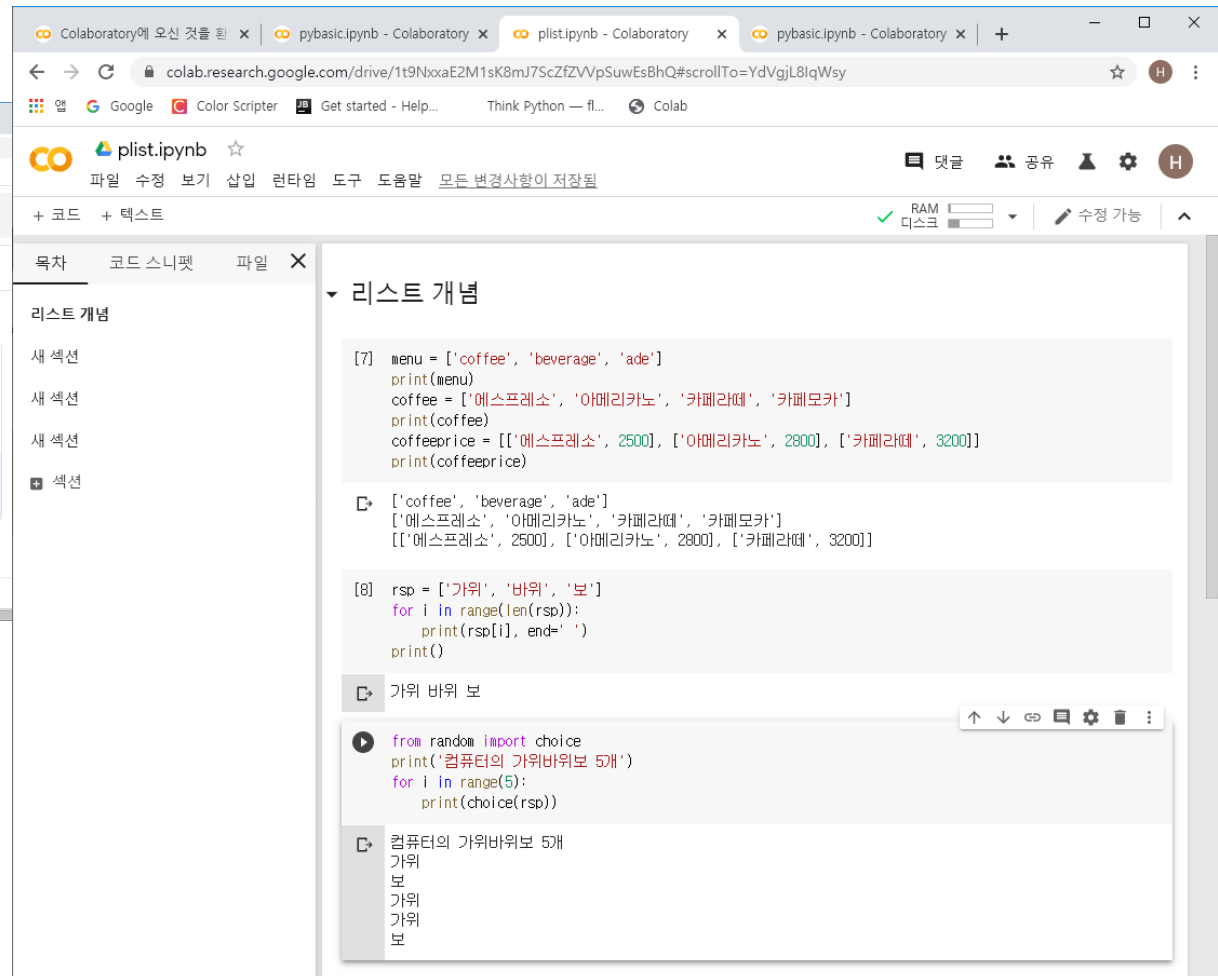 Colaboratory에 오신 것을 환
pybasic.ipynb - Colaboratory
plist.ipynb - Colaboratory
pybasic.ipynb - Colaboratory
colab.research.google.com/drive/1t9NxxaE2M1sK8mJ7ScZfZVVpSuwEsBhQ#scrollTo=YdVgjL8IqWsy
H
앱 Google Color Scripter Get started - Help... Think Python — fl... Colab
plist.ipynb
댓글 공유 H
파일 수정 보기 삽입 런타임 도구 도움말 모든 변경사항이 저장됨
+ 코드 + 텍스트
RAM
디스크
수정 가능
목차 코드 스니펫 파일
리스트 개념
새 섹션
새 섹션
새 섹션
섹션
리스트 개념
[7] menu = ['coffee', 'beverage', 'ade']
print(menu)
coffee = ['에스프레소', '아메리카노', '카페라떼', '카페모카']
print(coffee)
coffeeprice = [['에스프레소', 2500], ['아메리카노', 2800], ['카페라떼', 3200]]
print(coffeeprice)
['coffee', 'beverage', 'ade']
['에스프레소', '아메리카노', '카페라떼', '카페모카']
[['에스프레소', 2500], ['아메리카노', 2800], ['카페라떼', 3200]]
[8] rsp = ['가위', '바위', '보']
for i in range(len(rsp)):
    print(rsp[i], end=' ')
print()
가위 바위 보
from random import choice
print('컴퓨터의 가위바위보 5개')
for i in range(5):
    print(choice(rsp))
컴퓨터의 가위바위보 5개
가위
보
가위
가위
보